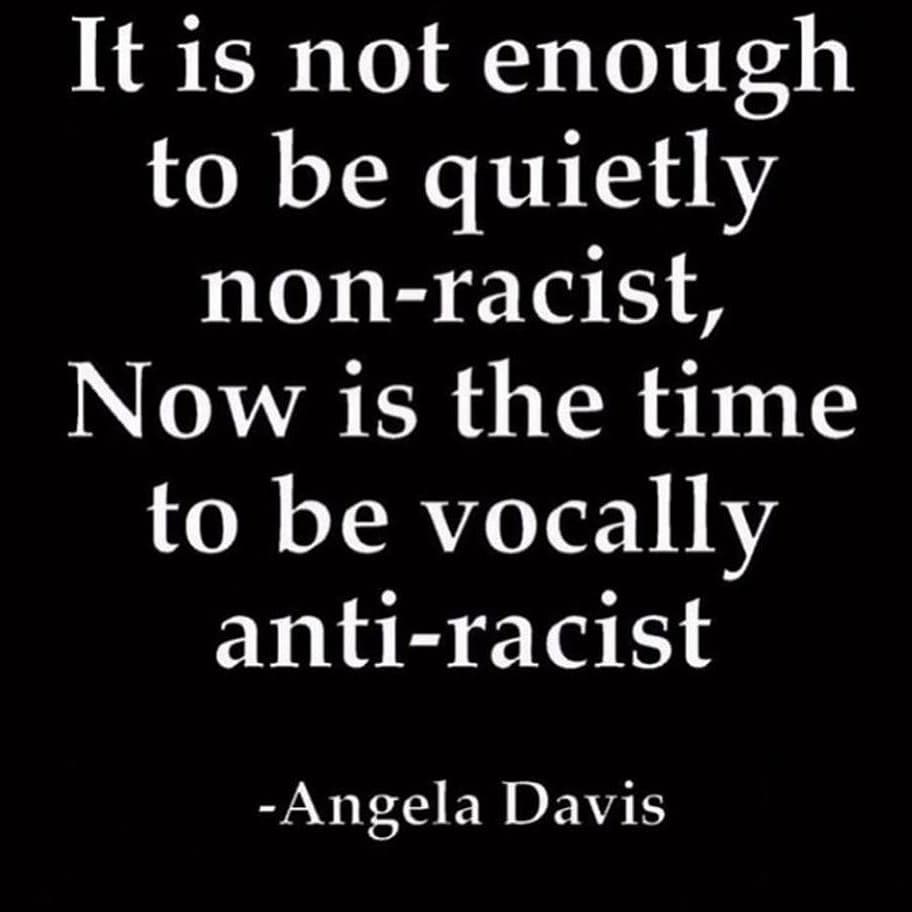 It is not enough
to be quietly
non-racist,
Now is the time
to be vocally
anti-racist
-Angela Davis